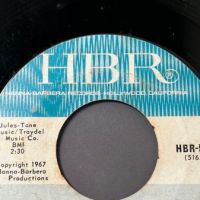 HBR
HANNA-BARBERA RECORDS HOLLYWOOD CALIFORNIA
Jules-Tone
Music/Traydel
Music Co.
BMI
2:30
HBR-
(516
Copyright 1967
Hanna-Barbera
Productions